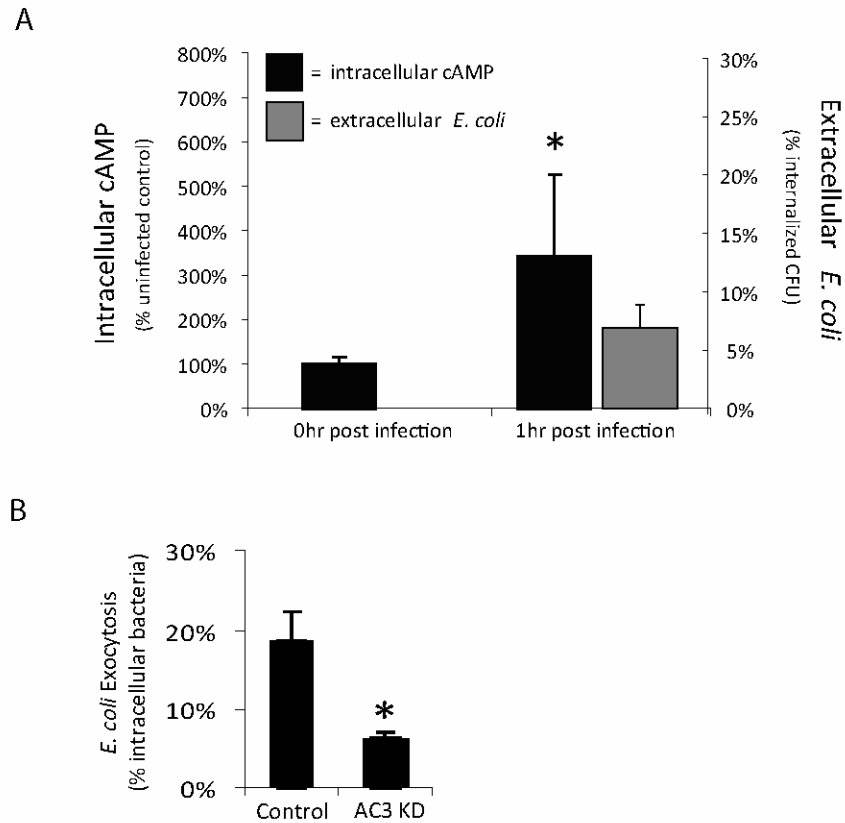 A
800%
700%
600%
500%
400%
300%
200%
100%
0%
Intracellular cAMP
(% uninfected control)
= intracellular cAMP
= extracellular E. coli
*
30%
25%
20%
15%
10%
5%
0%
Extracellular E. coli
(% internalized CFU)
0hr post infection
1hr post infection
B
30%
20%
10%
0%
E. coli Exocytosis
(% intracellular bacteria)
*
Control
AC3 KD